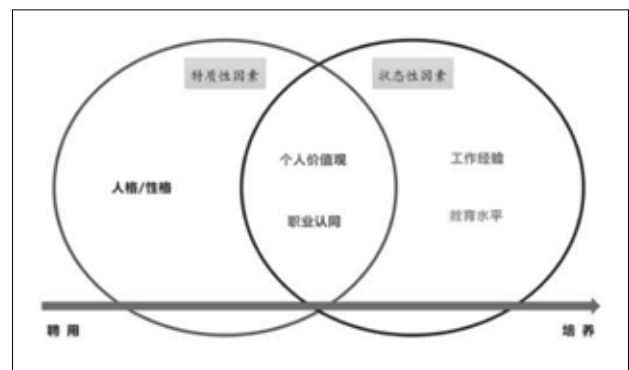 特质性因素 状态性因素
个人价值观 工作经验
人格/性格
职业认同 教育水平
聘用 培养